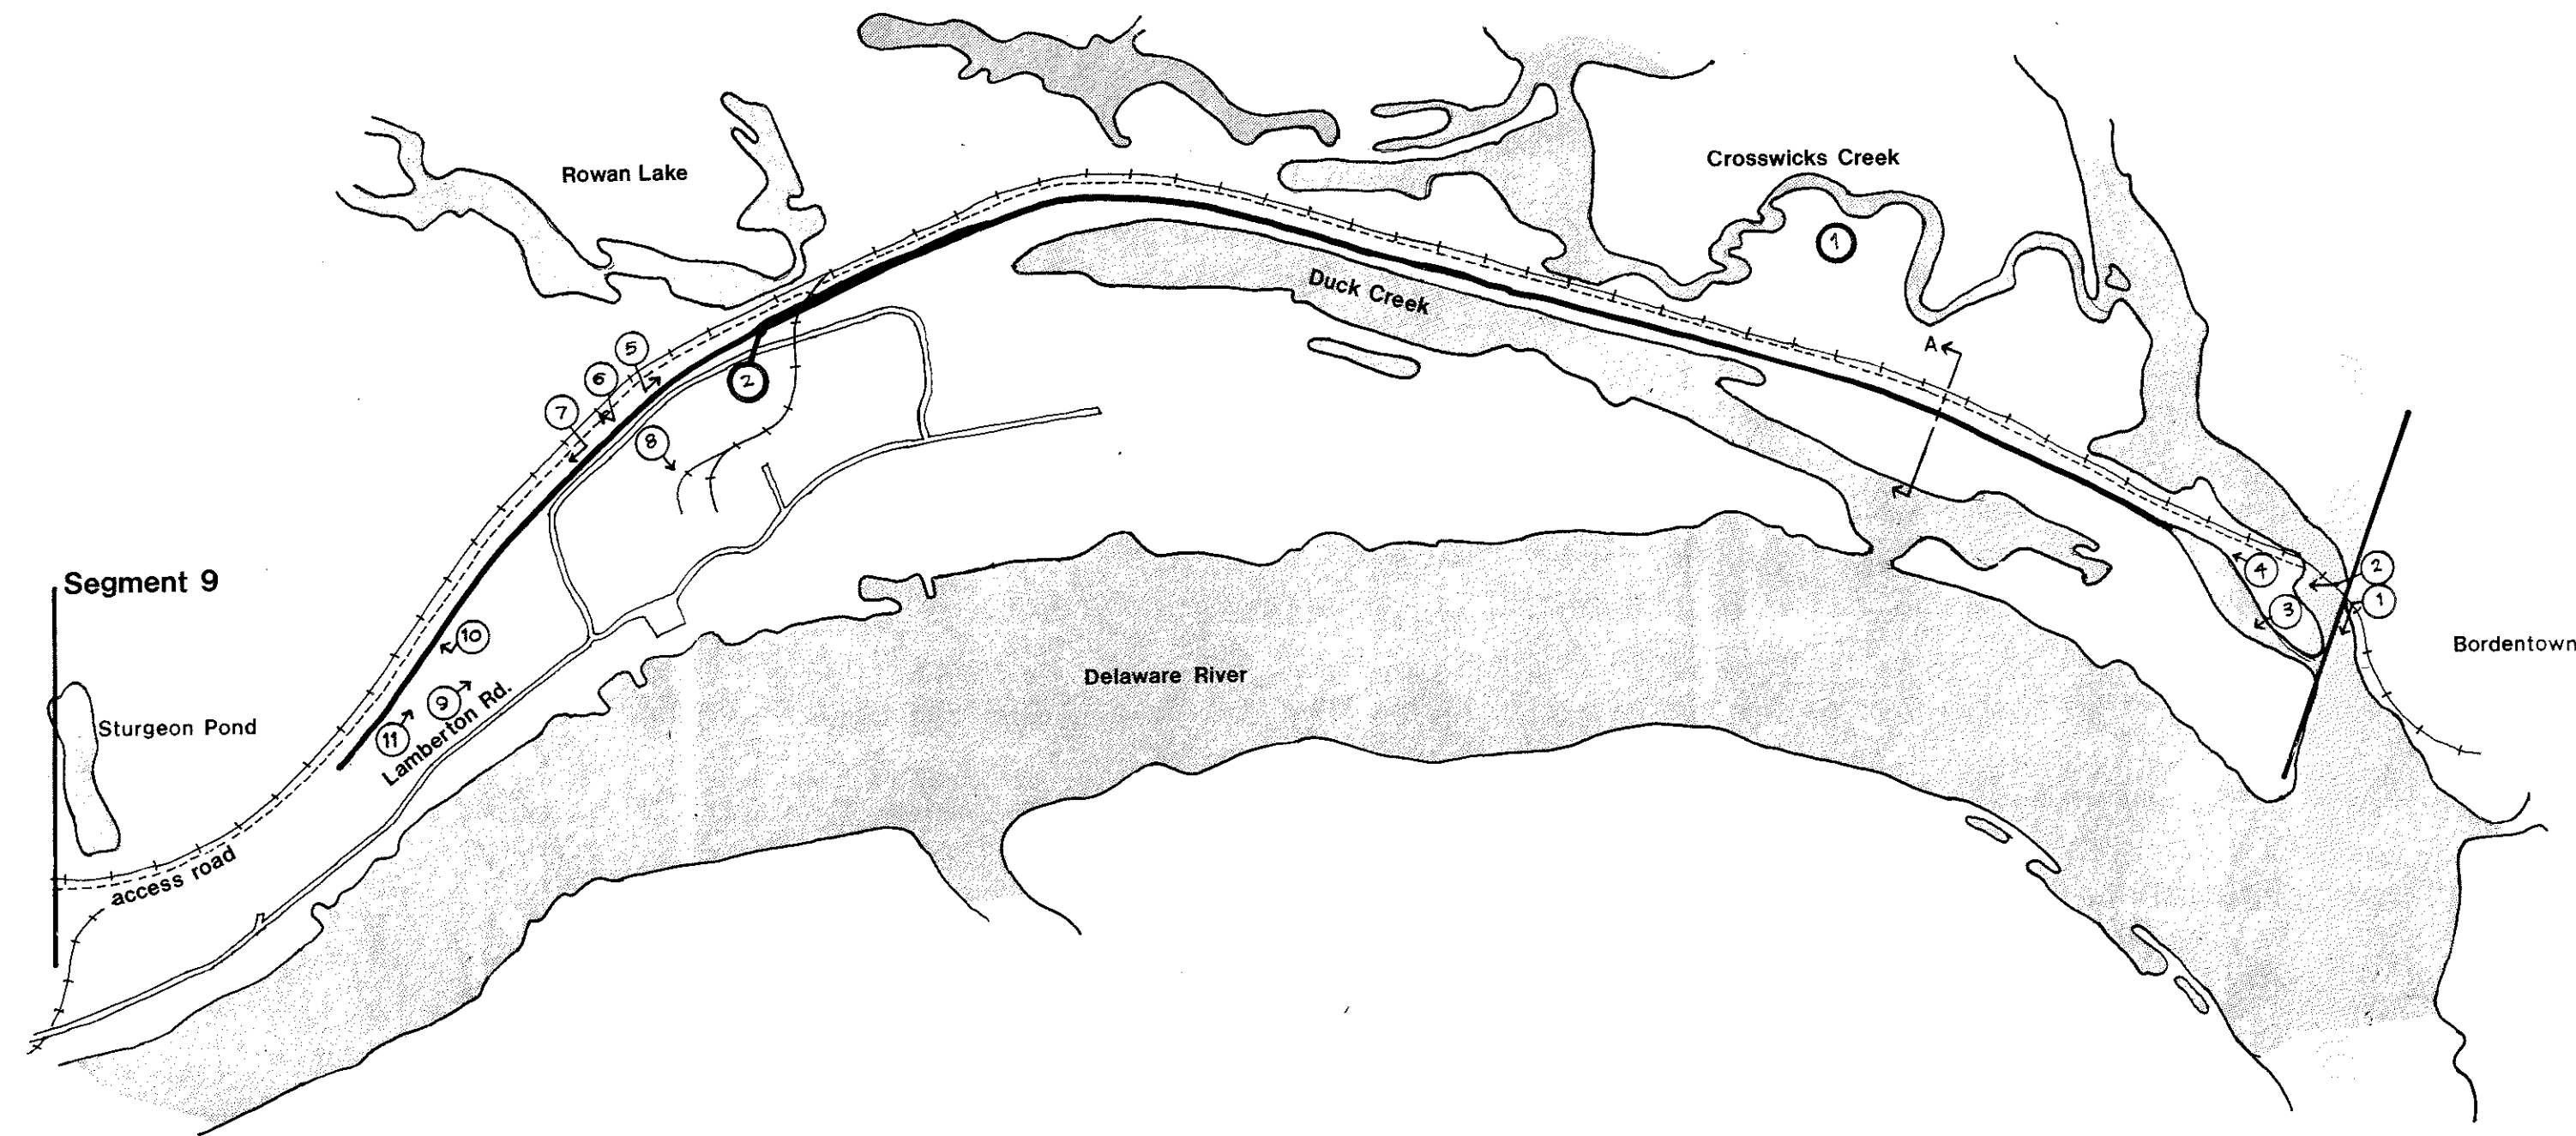 Crosswicks Creek
Rowan Lake
1
Duck Creek
A
5
6
2
7
8
Segment 9
2
4
1
3
10
Bordentown
Delaware River
9
Sturgeon Pond
11
Lamberton Rd.
access road